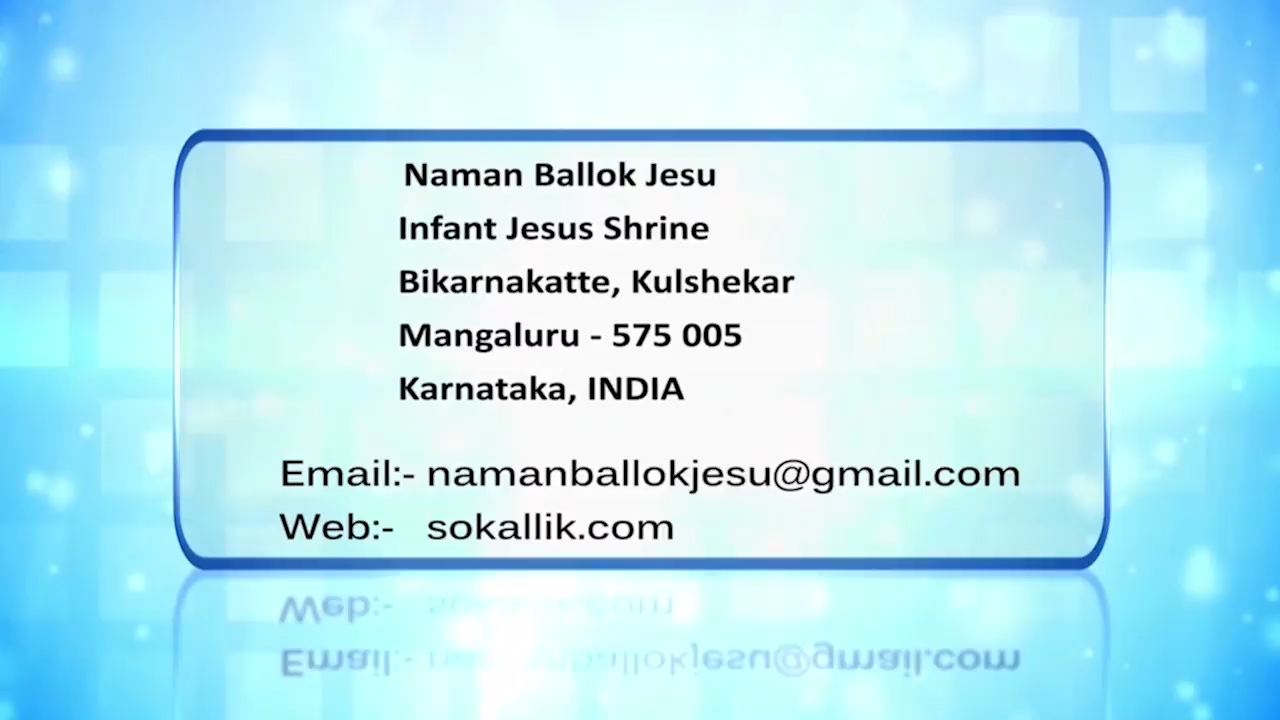 Naman Ballok Jesu
Infant Jesus Shrine
Bikarnakatte, Kulshekar
Mangaluru - 575 005
Karnataka, INDIA
Email:- namanballokjesu@gmail.com
Web:- sokallik.com